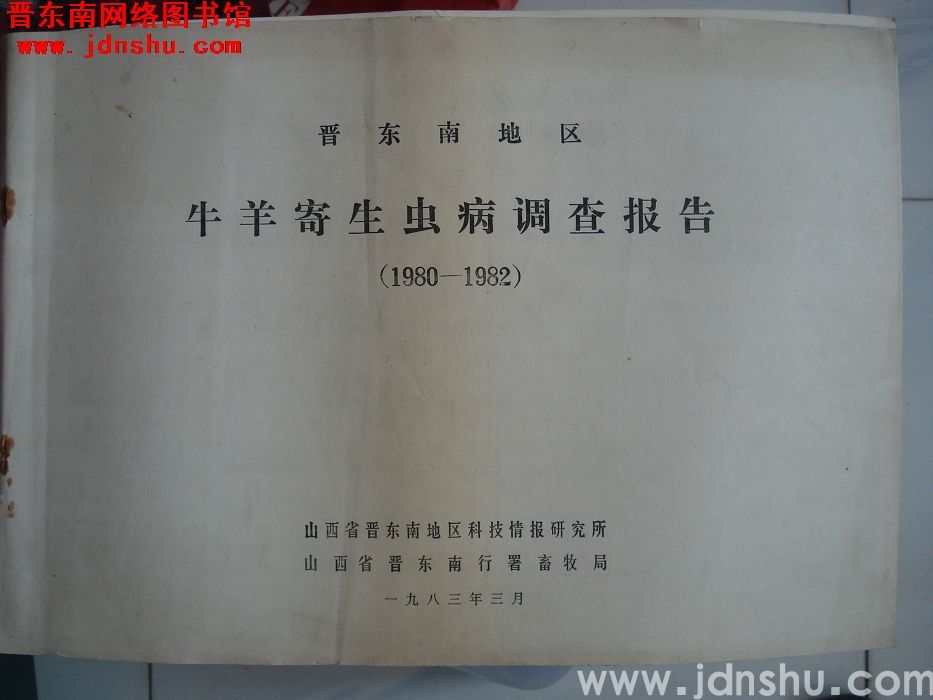 晋东南网络图书馆
www.jdnshu.com
晋东南地区
牛羊寄生虫病调查报告
(1980—1982)
山西省晋东南地区科技情报研究所
山西省晋东南行署畜牧局
一九八三年三月
www.jdnshu.com